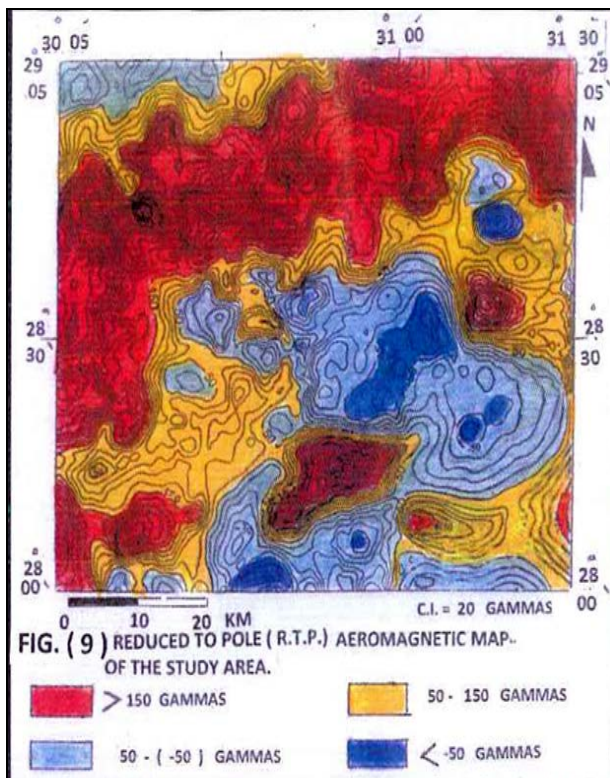 30 05
31 00
31 30
29
05
29
05
N
28
30
28
30
28
00
28
00
0 10 20 KM
C.I. = 20 GAMMAS
FIG. ( 9 ) REDUCED TO POLE ( R.T.P.) AEROMAGNETIC MAP.
OF THE STUDY AREA.
> 150 GAMMAS
50 - 150 GAMMAS
50 - ( -50 ) GAMMAS
< -50 GAMMAS